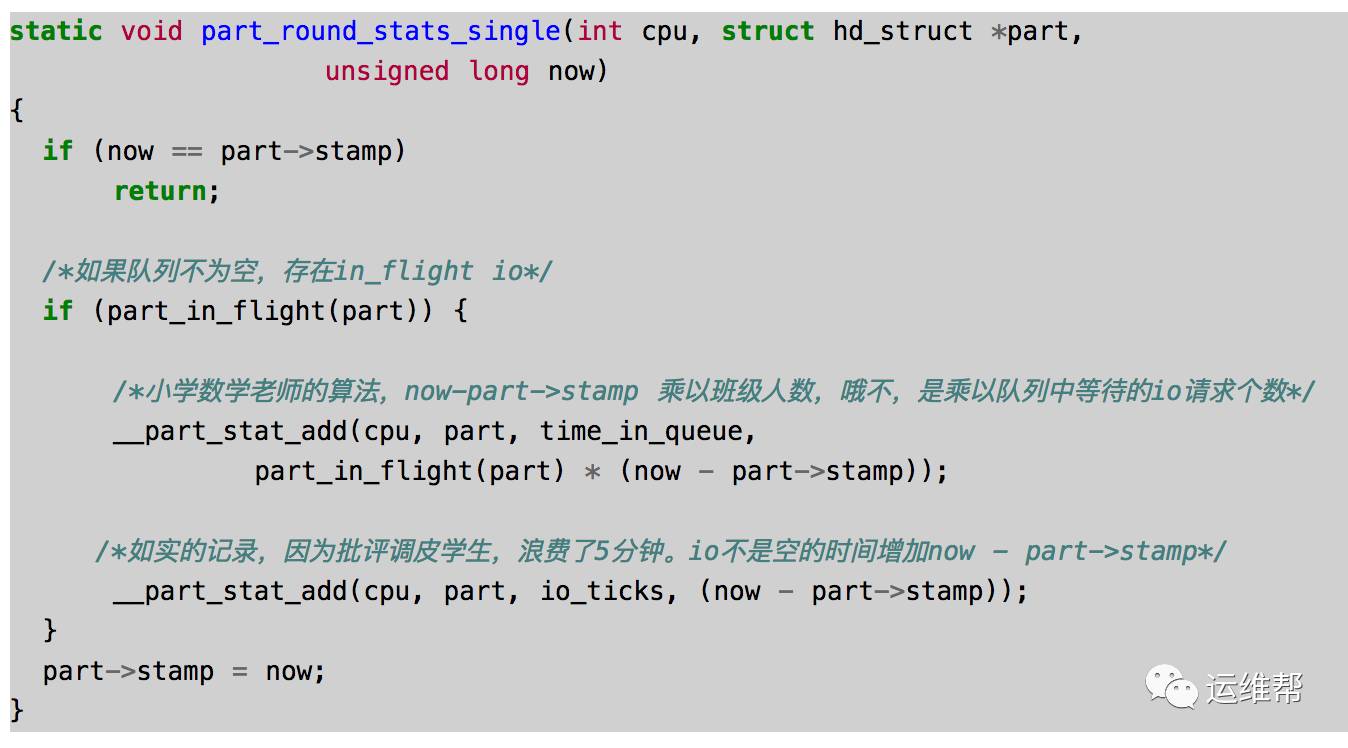 static void part_round_stats_single(int cpu, struct hd_struct *part,
unsigned long now)
{
if (now == part->stamp)
return;
/*如果队列不为空，存在in_flight io*/
if (part_in_flight(part)) {
/*小学数学老师的算法，now-part->stamp 乘以班级人数，哦不，是乘以队列中等待的io请求个数*/
__part_stat_add(cpu, part, time_in_queue,
part_in_flight(part) * (now - part->stamp));
/*如实的记录，因为批评调皮学生，浪费了5分钟。io不是空的时间增加now - part->stamp*/
__part_stat_add(cpu, part, io_ticks, (now - part->stamp));
}
part->stamp = now;
}
运维帮